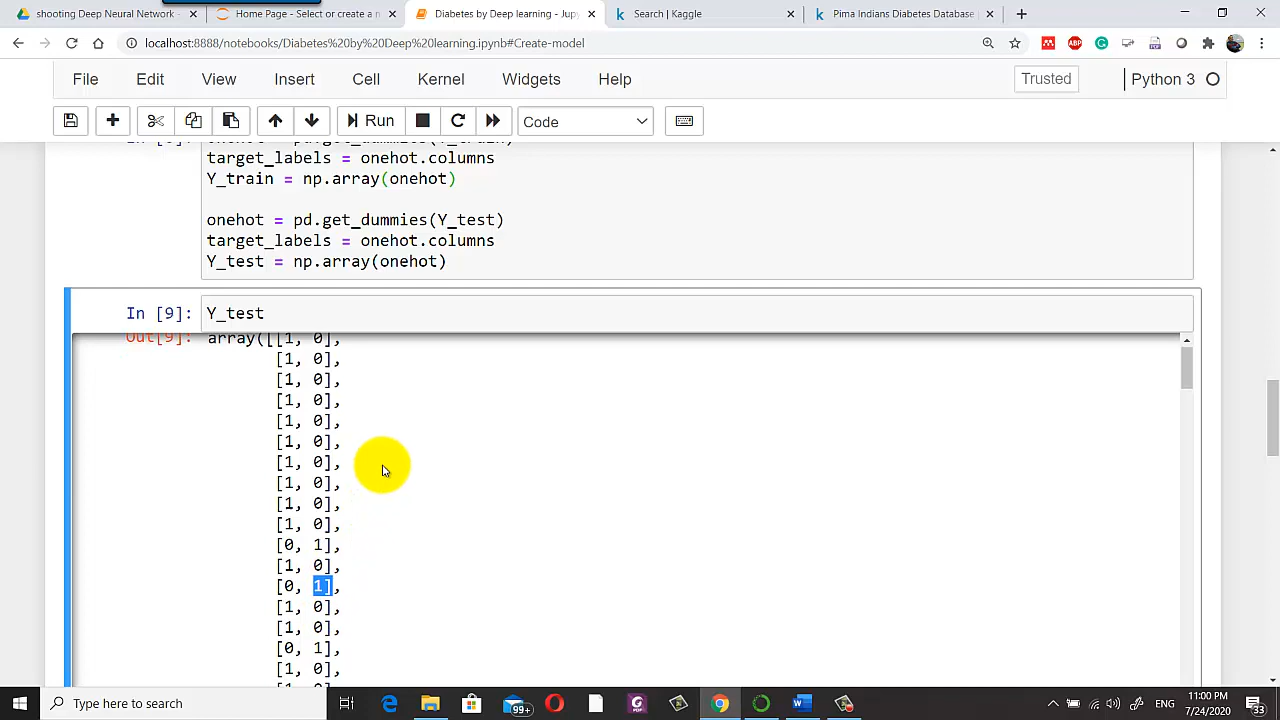 shooting Deep Neural Network -
Home Page - Select or create a n
Diabetes by Deep learning - Jup
Search | Kaggle
Pima Indians Diabetes Database
localhost:8888/notebooks/Diabetes%20by%20Deep%20learning.ipynb#Create-model
File Edit View Insert Cell Kernel Widgets Help Trusted Python 3
Run Code
target_labels = onehot.columns
Y_train = np.array(onehot)
onehot = pd.get_dummies(Y_test)
target_labels = onehot.columns
Y_test = np.array(onehot)
In [9]: Y_test
Out[9]: array([[1, 0],
[1, 0],
[1, 0],
[1, 0],
[1, 0],
[1, 0],
[1, 0],
[1, 0],
[1, 0],
[1, 0],
[0, 1],
[1, 0],
[0, 1],
[1, 0],
[1, 0],
[0, 1],
[1, 0],
Type here to search
99+
ENG
11:00 PM
7/24/2020
33